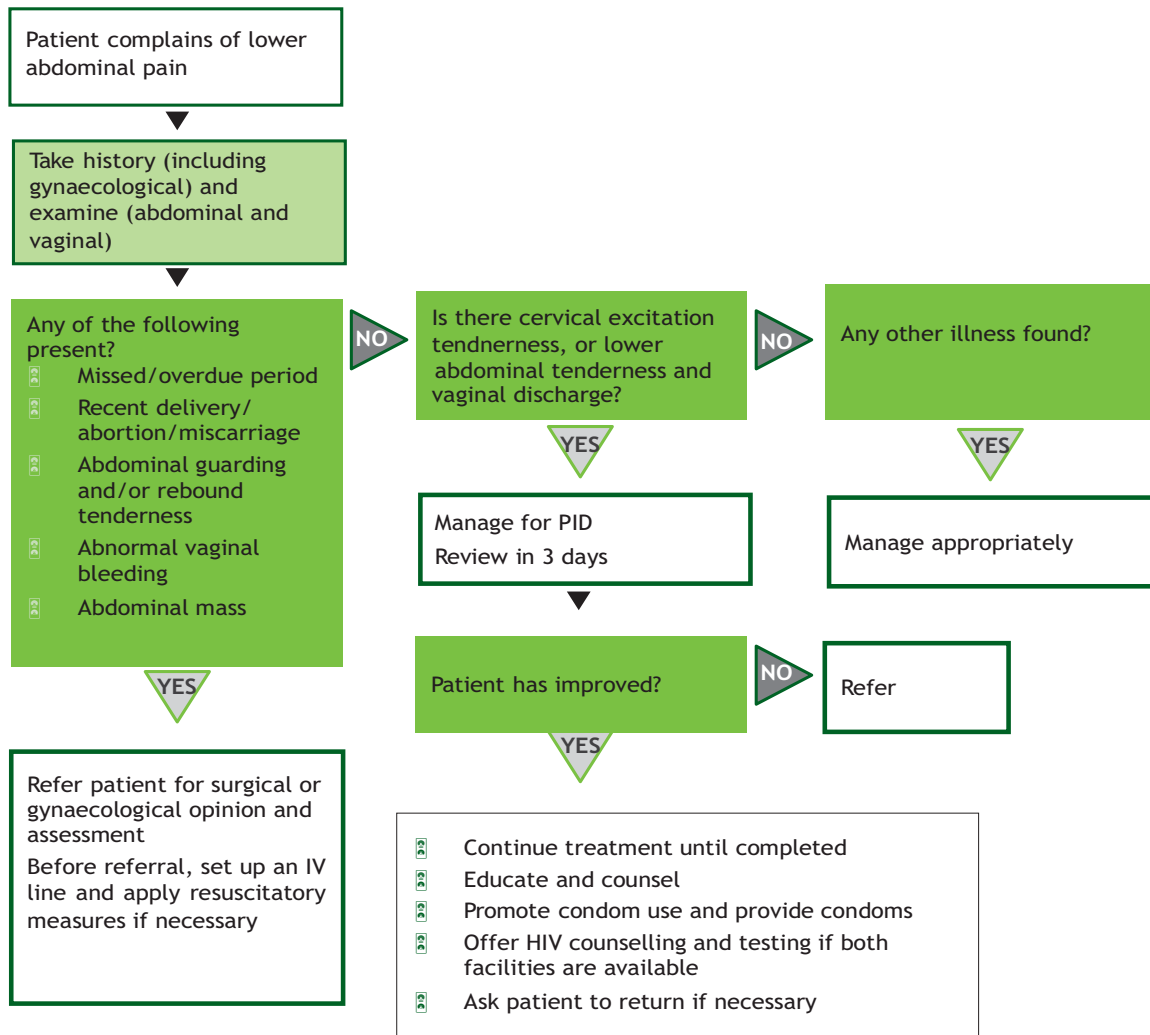 Patient complains of lower
abdominal pain
Take history (including
gynaecological) and
examine (abdominal and
vaginal)
Any of the following
present?
Missed/overdue period
Recent delivery/
abortion/miscarriage
Abdominal guarding
and/or rebound
tenderness
Abnormal vaginal
bleeding
Abdominal mass
NO
Is there cervical excitation
tendnerness, or lower
abdominal tenderness and
vaginal discharge?
NO
Any other illness found?
YES
YES
Manage for PID
Review in 3 days
Manage appropriately
Patient has improved?
NO
Refer
YES
YES
Refer patient for surgical or
gynaecological opinion and
assessment
Before referral, set up an IV
line and apply resuscitatory
measures if necessary
Continue treatment until completed
Educate and counsel
Promote condom use and provide condoms
Offer HIV counselling and testing if both
facilities are available
Ask patient to return if necessary